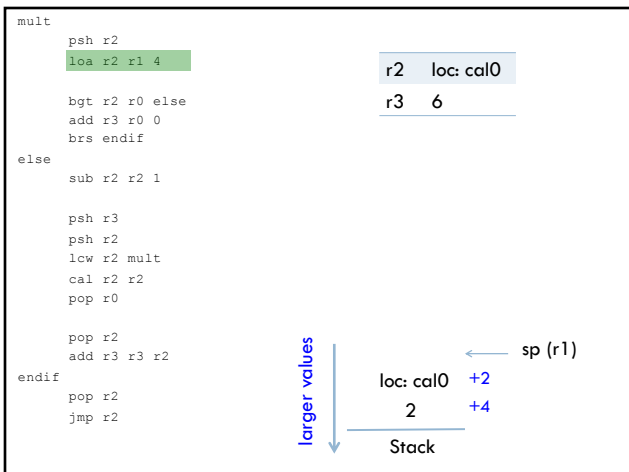 mult
psh r2
loa r2 r1 4
bgt r2 r0 else
add r3 r0 0
brs endif
else
sub r2 r2 1
psh r3
psh r2
lcw r2 mult
cal r2 r2
pop r0
pop r2
add r3 r3 r2
endif
pop r2
jmp r2
r2 loc: cal0
r3 6
larger values
sp (r1)
loc: cal0 +2
2 +4
Stack